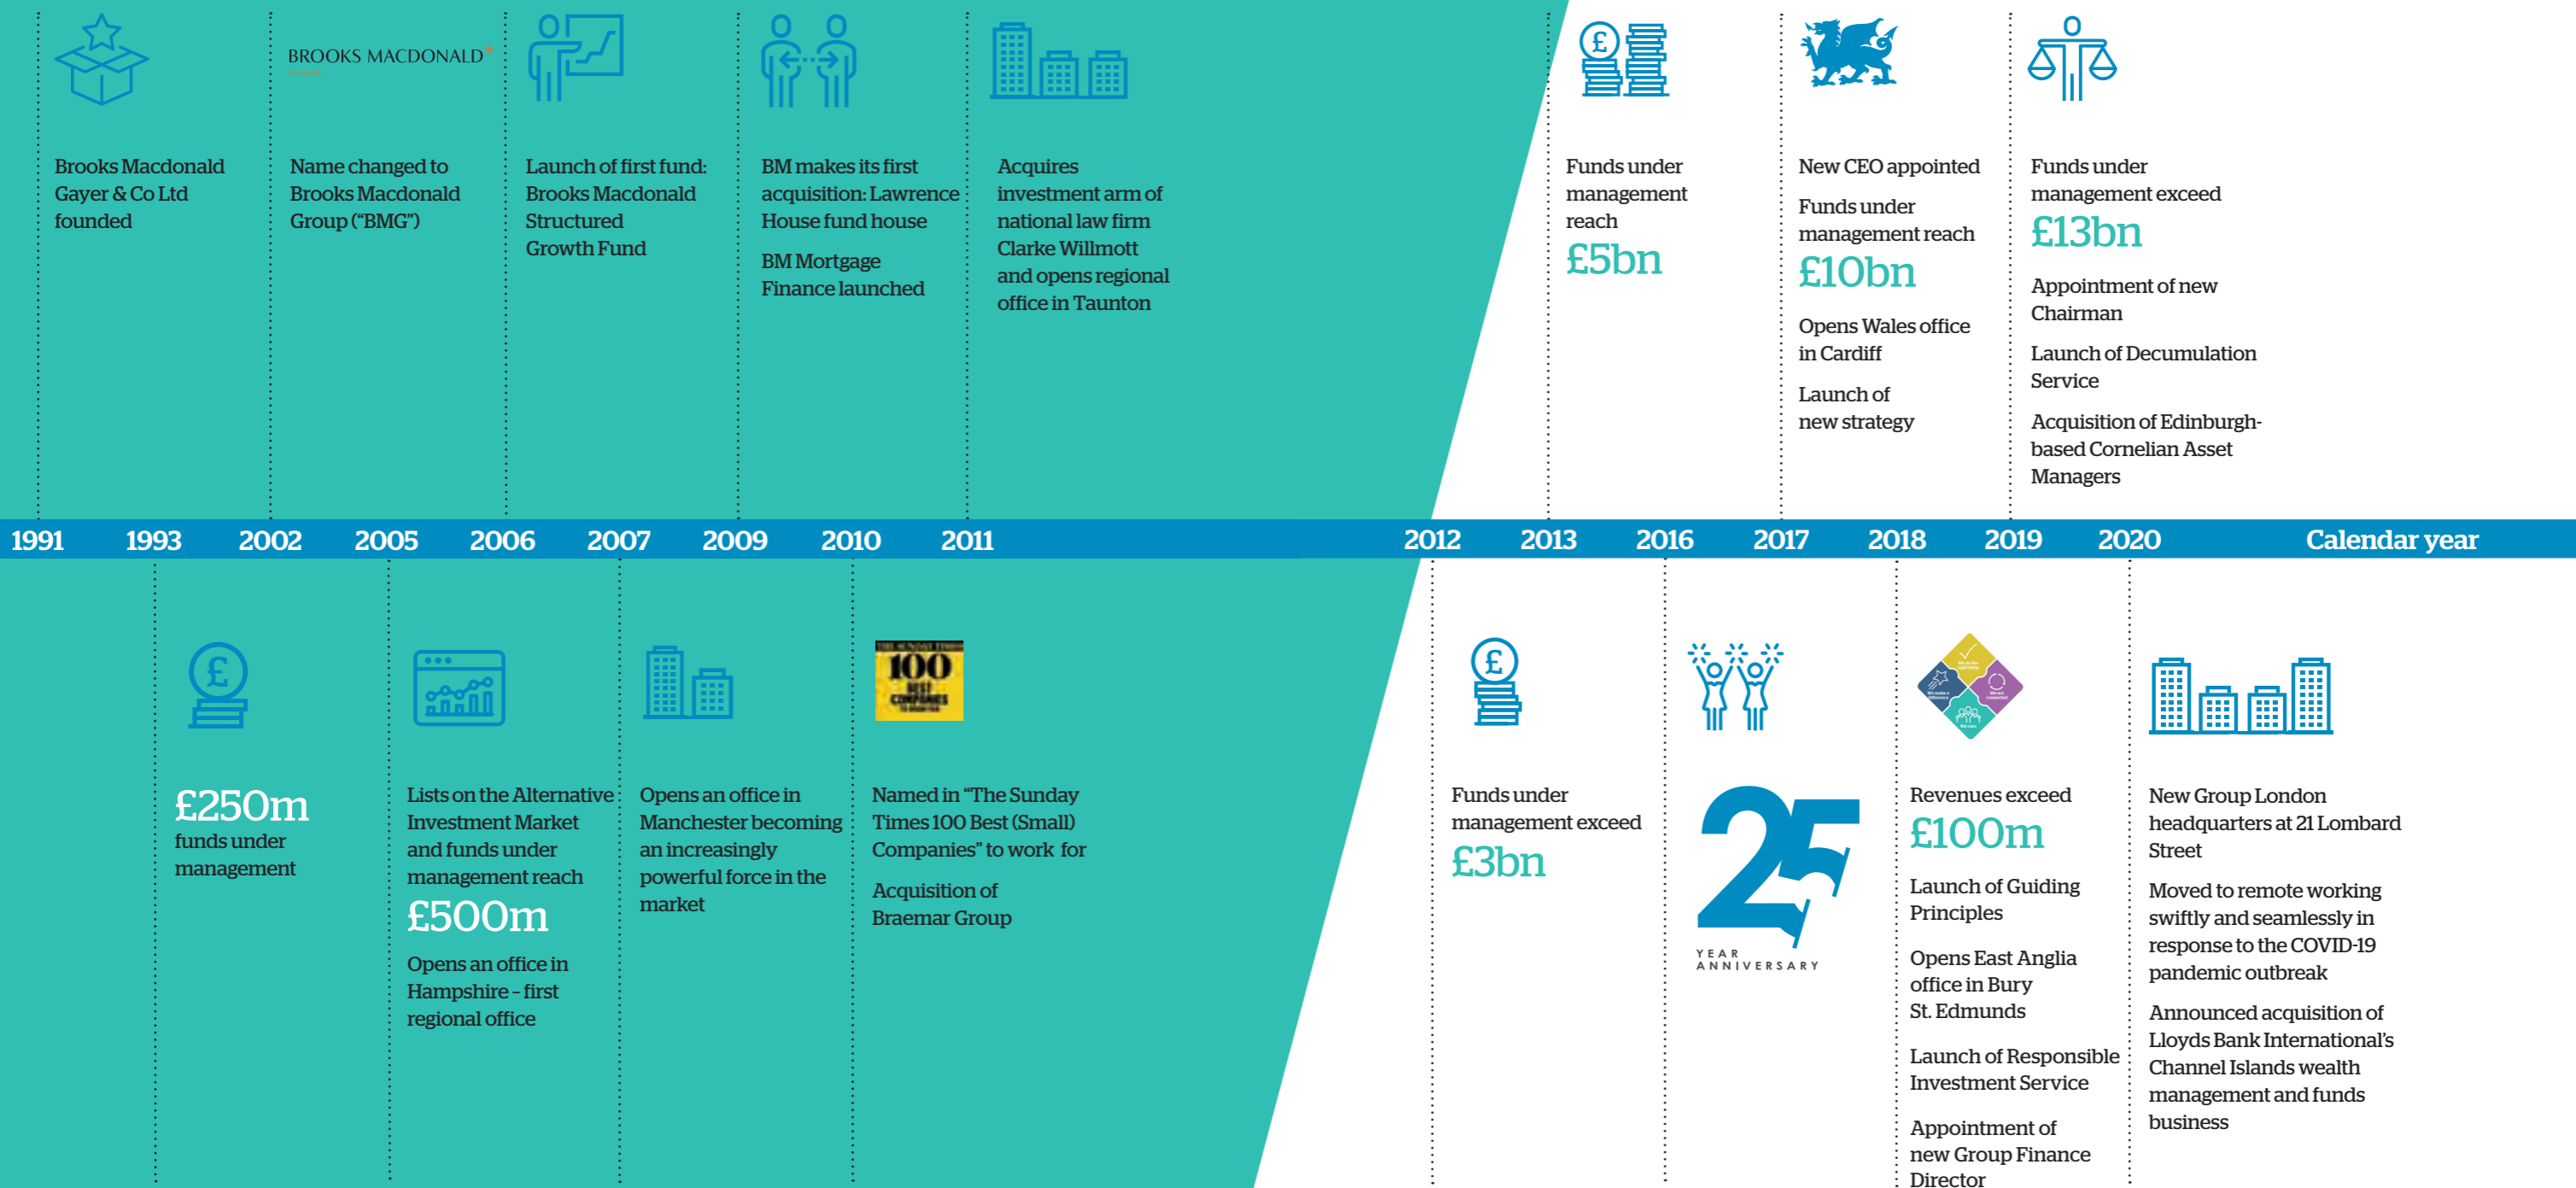 BROOKS MACDONALD
£
Brooks Macdonald
Gayer & Co Ltd
founded
Name changed to
Brooks Macdonald
Group (“BMG”)
Launch of first fund:
Brooks Macdonald
Structured
Growth Fund
BM makes its first
acquisition: Lawrence
House fund house
BM Mortgage
Finance launched
Acquires
investment arm of
national law firm
Clarke Willmott
and opens regional
office in Taunton
Funds under
management
reach
£5bn
New CEO appointed
Funds under
management reach
£10bn
Opens Wales office
in Cardiff
Launch of
new strategy
Funds under
management exceed
£13bn
Appointment of new
Chairman
Launch of Decumulation
Service
Acquisition of Edinburgh-
based Cornelian Asset
Managers
1991 1993 2002 2005 2006 2007 2009 2010 2011 2012 2013 2016 2017 2018 2019 2020 Calendar year
£
£250m
funds under
management
Lists on the Alternative
Investment Market
and funds under
management reach
£500m
Opens an office in
Hampshire – first
regional office
Opens an office in
Manchester becoming
an increasingly
powerful force in the
market
100
BEST
COMPANIES
Named in “The Sunday
Times 100 Best (Small)
Companies” to work for
Acquisition of
Braemar Group
£
Funds under
management exceed
£3bn
25
YEAR
ANNIVERSARY
We care
Revenues exceed
£100m
Launch of Guiding
Principles
Opens East Anglia
office in Bury
St. Edmunds
Launch of Responsible
Investment Service
Appointment of
new Group Finance
Director
New Group London
headquarters at 21 Lombard
Street
Moved to remote working
swiftly and seamlessly in
response to the COVID-19
pandemic outbreak
Announced acquisition of
Lloyds Bank International’s
Channel Islands wealth
management and funds
business